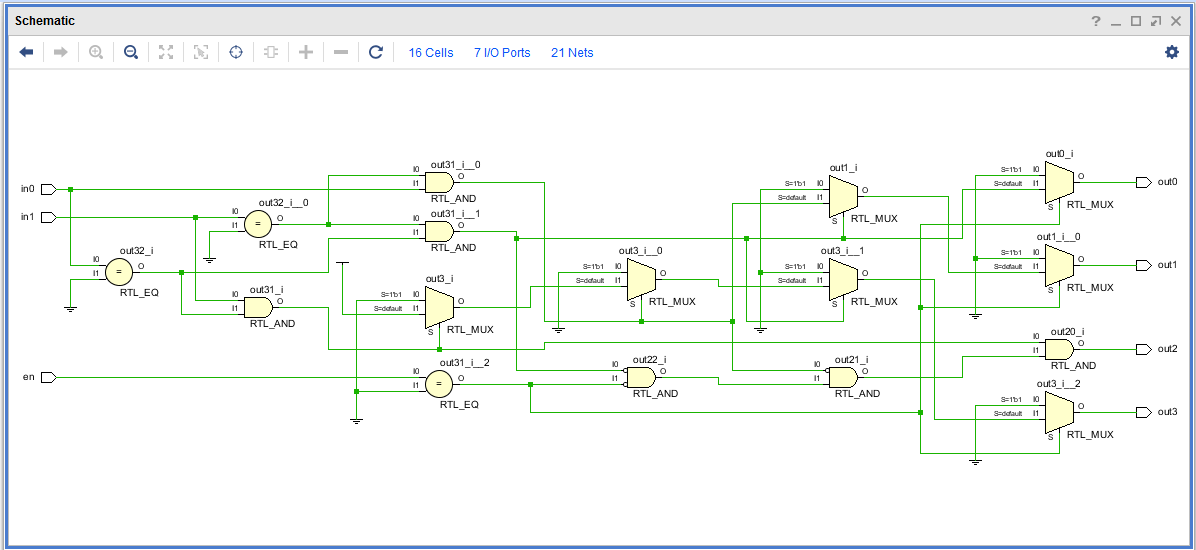 Schematic
16 Cells 7 I/O Ports 21 Nets
in0
in1
en
out32_i
I0
I1
O
=
RTL_EQ
out32_i__0
I0
I1
O
=
RTL_EQ
out31_i
I0
I1
O
RTL_AND
out31_i__0
I0
I1
O
RTL_AND
out31_i__1
I0
I1
O
RTL_AND
out3_i
S=1'b1 I0
S=default I1
O
S
RTL_MUX
out31_i__2
I0
I1
O
=
RTL_EQ
out3_i__0
S=1'b1 I0
S=default I1
O
S
RTL_MUX
out22_i
I0
I1
O
RTL_AND
out1_i
S=1'b1 I0
S=default I1
O
S
RTL_MUX
out3_i__1
S=1'b1 I0
S=default I1
O
S
RTL_MUX
out21_i
I0
I1
O
RTL_AND
out0_i
S=1'b1 I0
S=default I1
O
S
RTL_MUX
out0
out1_i__0
S=1'b1 I0
S=default I1
O
S
RTL_MUX
out1
out20_i
I0
I1
O
RTL_AND
out2
out3_i__2
S=1'b1 I0
S=default I1
O
S
RTL_MUX
out3